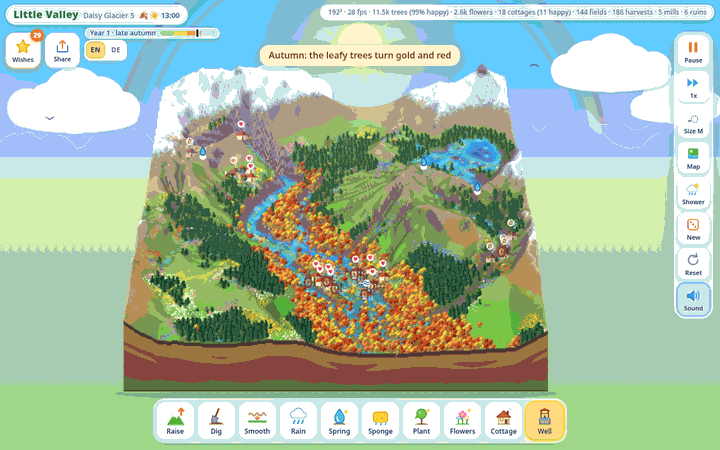 Little Valley Daisy Glacier 5 13:00
192² · 28 fps · 11.5k trees (99% happy) · 2.6k flowers · 18 cottages (11 happy) · 144 fields · 186 harvests · 5 mills · 6 ruins
Year 1 · late autumn
29
Wishes
Share
EN DE
Autumn: the leafy trees turn gold and red
Pause
1x
Size M
Map
Shower
New
Reset
Sound
Raise
Dig
Smooth
Rain
Spring
Sponge
Plant
Flowers
Cottage
Well